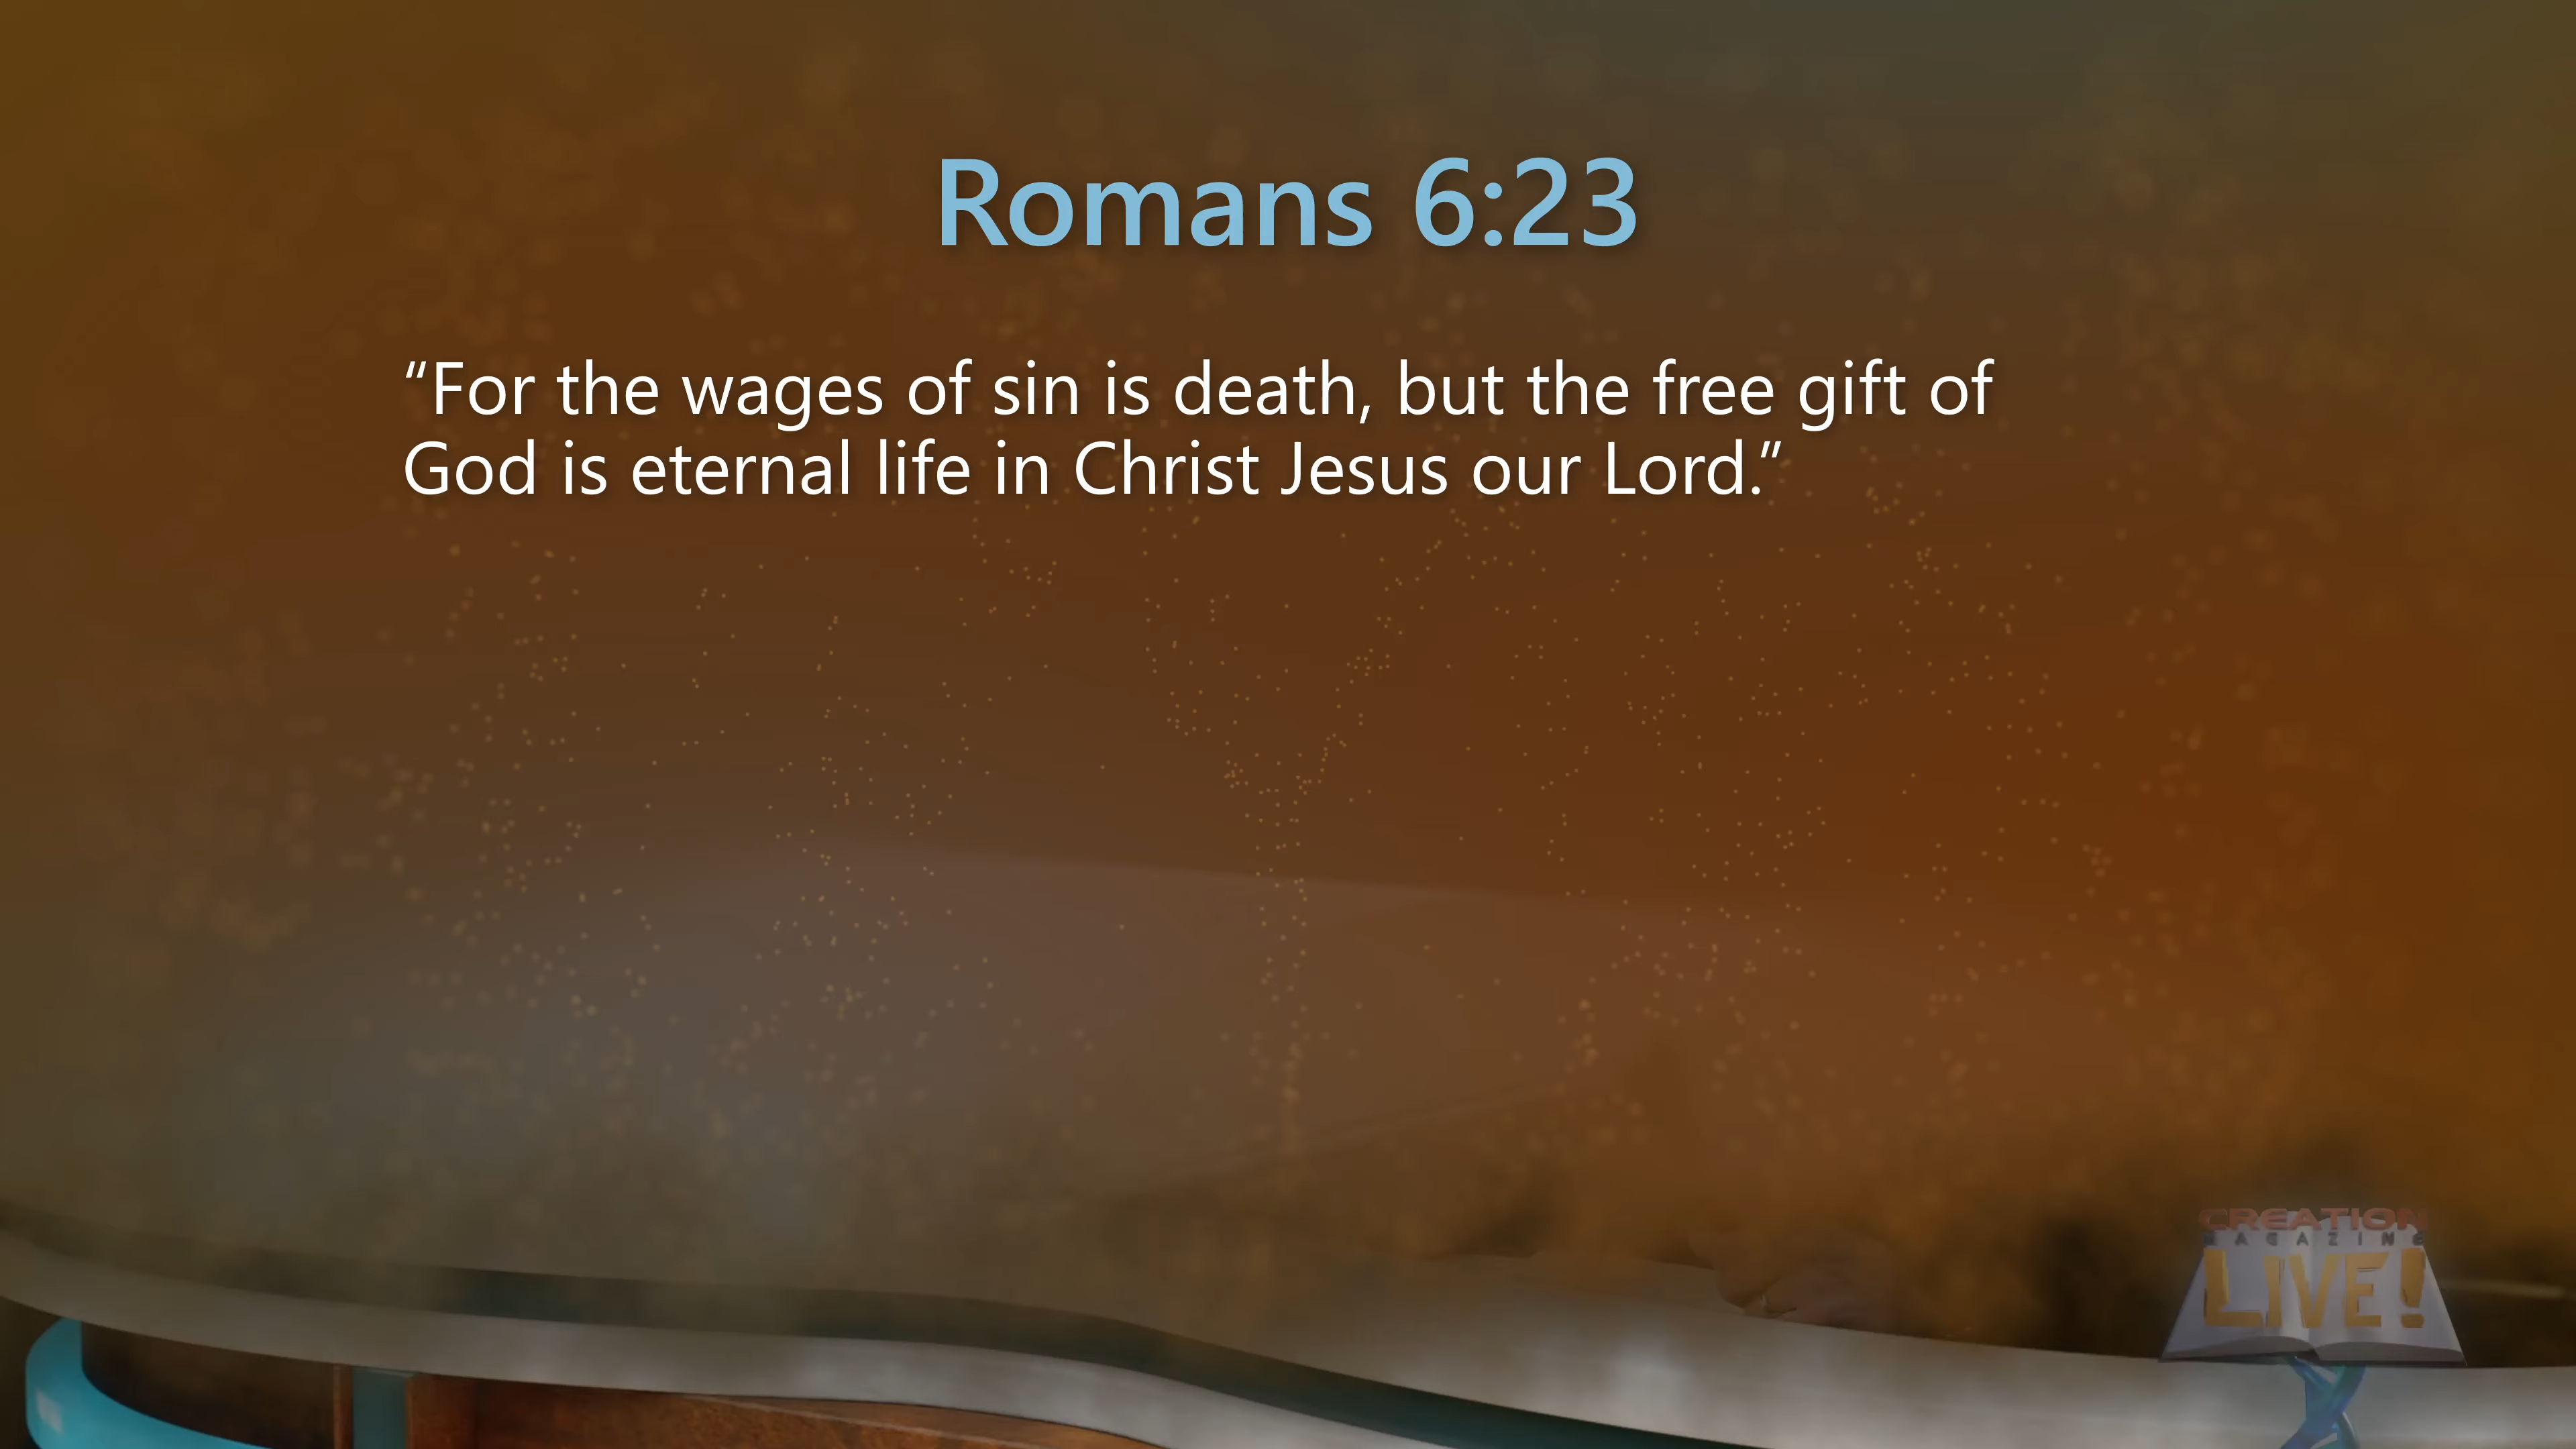 Romans 6:23
“For the wages of sin is death, but the free gift of
God is eternal life in Christ Jesus our Lord.”
CREATION
MAGAZINE
LIVE!